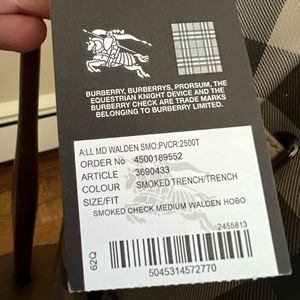 BURBERRY, BURBERRYS, PRORSUM, THE
EQUESTRIAN KNIGHT DEVICE AND THE
BURBERRY CHECK ARE TRADE MARKS
BELONGING TO BURBERRY LIMITED.
A:LL MD WALDEN SMO:PVCR:2500T
ORDER No 4500189552
ARTICLE 3690433
COLOUR SMOKED TRENCH/TRENCH
SIZE/FIT
SMOKED CHECK MEDIUM WALDEN HOBO
2455813
62Q
5045314572770